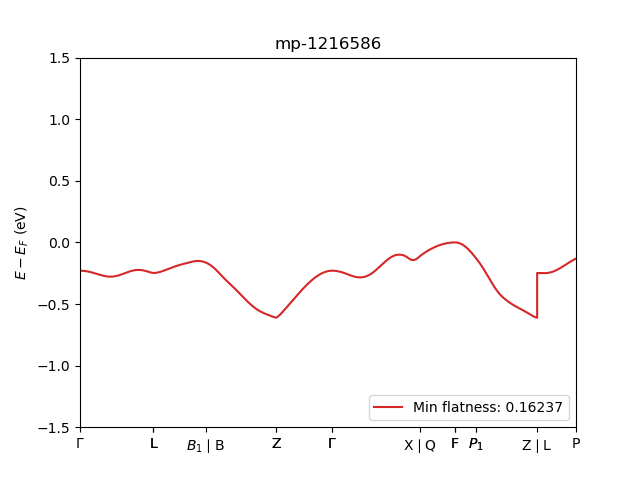 mp-1216586
1.5
1.0
0.5
0.0
−0.5
−1.0
−1.5
E − E_F (eV)
Min flatness: 0.16237
Γ L B₁ | B Z Γ X | Q F P₁ Z | L P